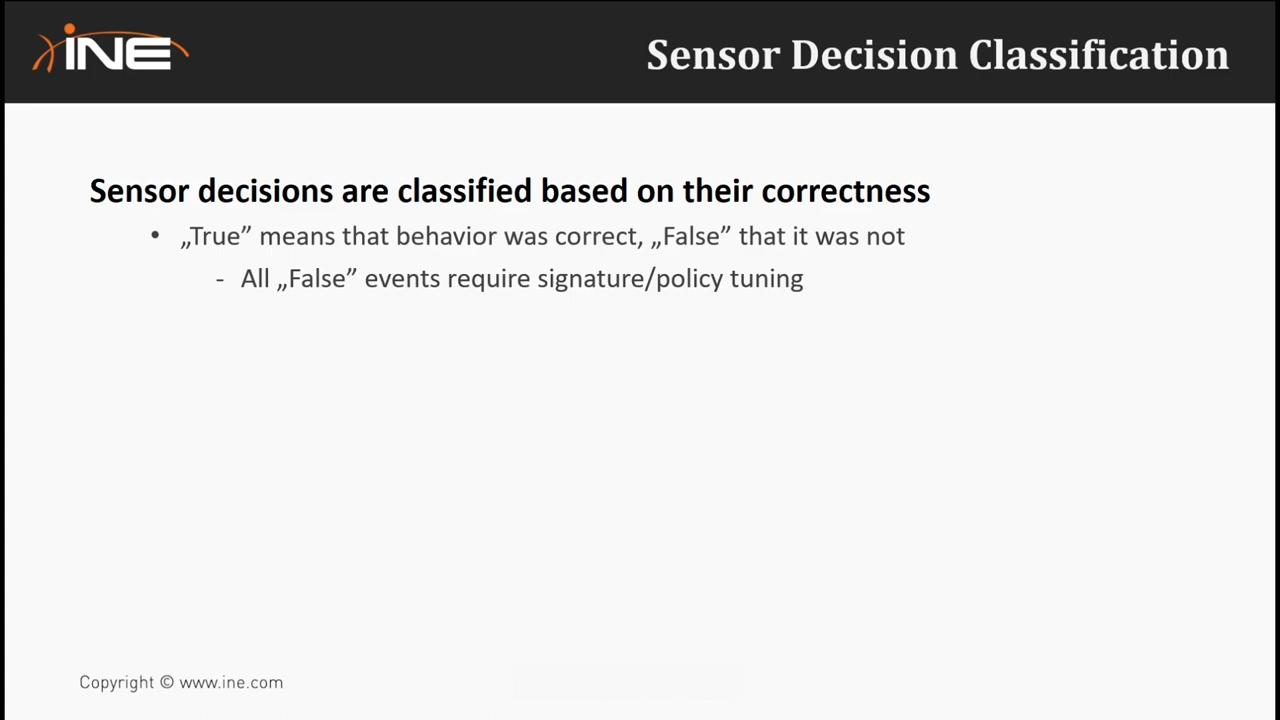 iNE
Sensor Decision Classification
Sensor decisions are classified based on their correctness
• „True” means that behavior was correct, „False” that it was not
- All „False” events require signature/policy tuning
Copyright © www.ine.com